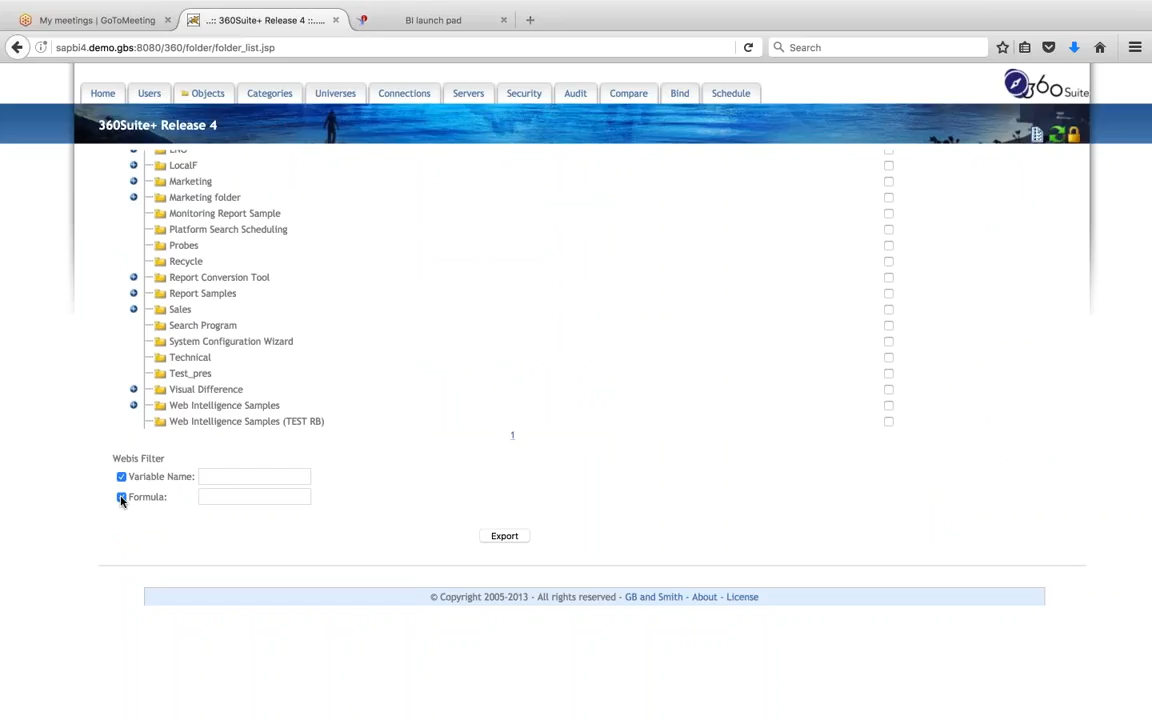 My meetings | GoToMeeting
..:: 360Suite+ Release 4 ::.....
BI launch pad
sapbi4.demo.gbs:8080/360/folder/folder_list.jsp
Search
Home
Users
Objects
Categories
Universes
Connections
Servers
Security
Audit
Compare
Bind
Schedule
360Suite
360Suite+ Release 4
LocalF
Marketing
Marketing folder
Monitoring Report Sample
Platform Search Scheduling
Probes
Recycle
Report Conversion Tool
Report Samples
Sales
Search Program
System Configuration Wizard
Technical
Test_pres
Visual Difference
Web Intelligence Samples
Web Intelligence Samples (TEST RB)
1
Webis Filter
Variable Name:
Formula:
Export
© Copyright 2005-2013 - All rights reserved - GB and Smith - About - License